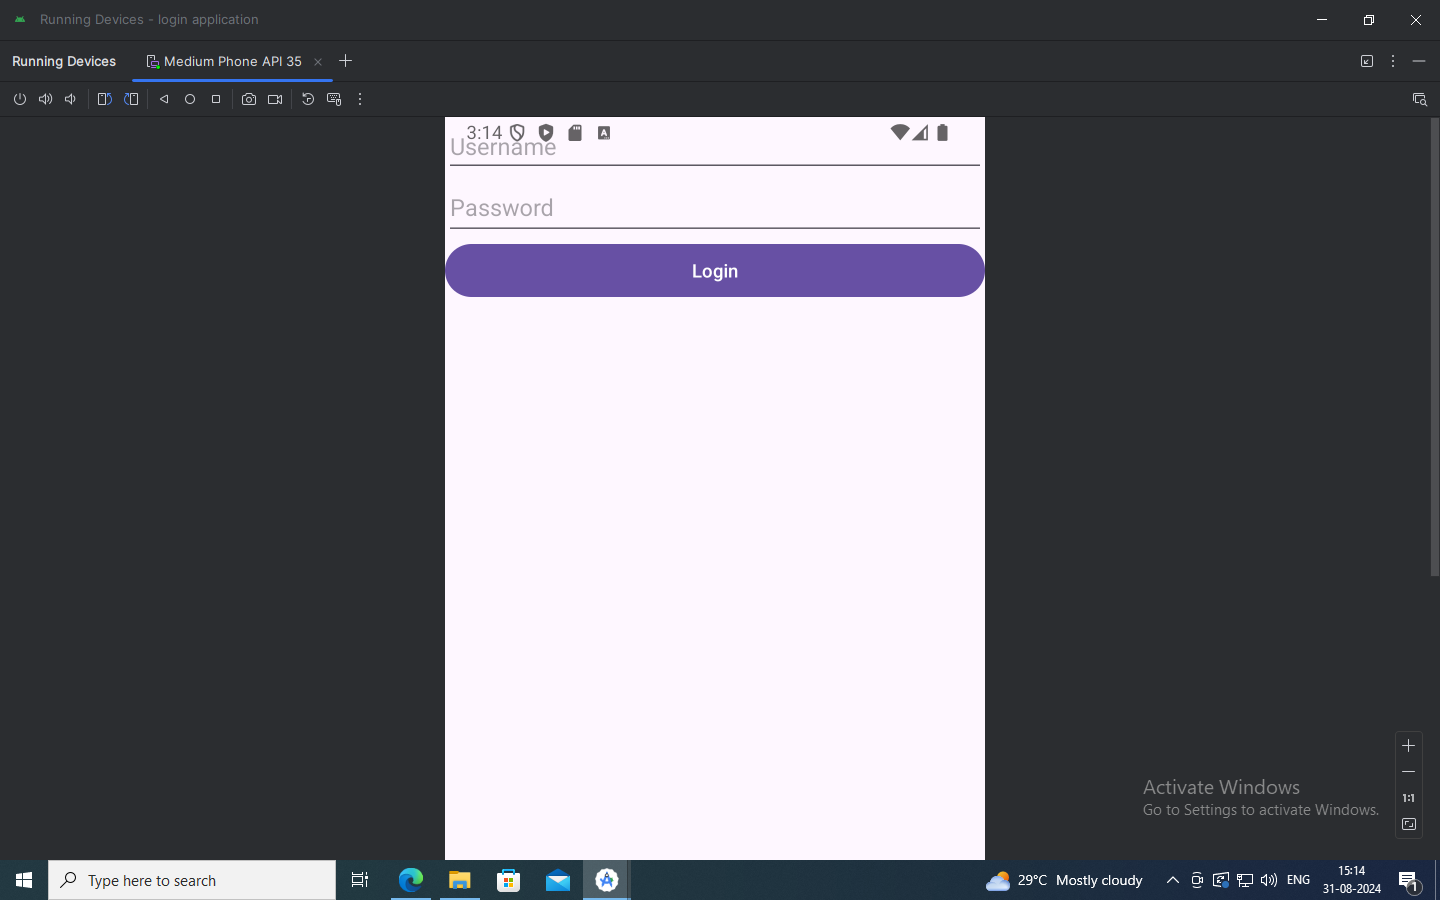 Running Devices - login application
Running Devices
Medium Phone API 35
3:14
A
Username
Password
Login
1:1
Activate Windows
Go to Settings to activate Windows.
Type here to search
29°C Mostly cloudy
ENG
15:14
31-08-2024
1